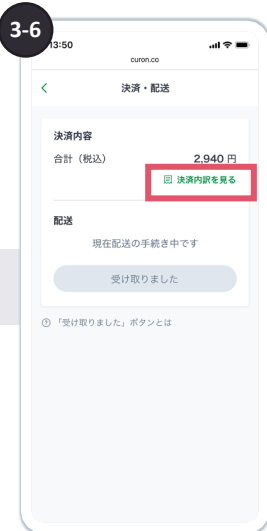 3-6
13:50
curon.co
決済・配送
決済内容
合計（税込） 2,940 円
決済内訳を見る
配送
現在配送の手続き中です
受け取りました
「受け取りました」ボタンとは